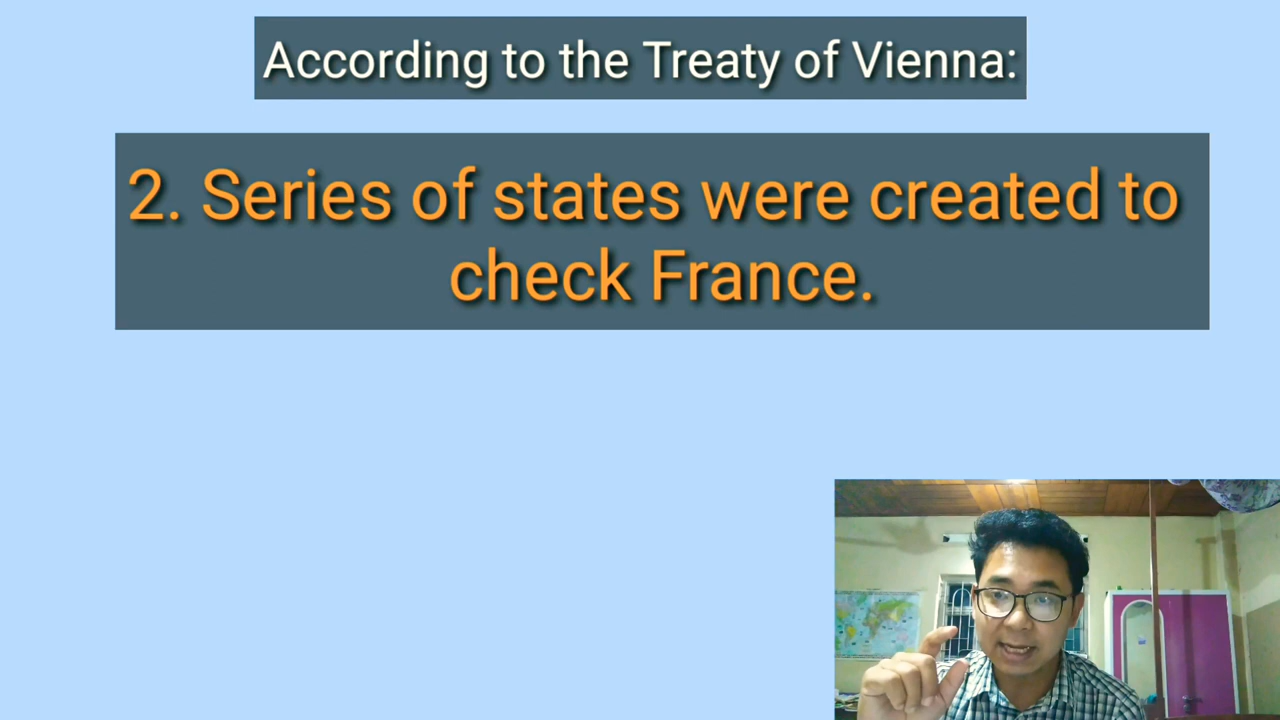 According to the Treaty of Vienna:
2. Series of states were created to
check France.